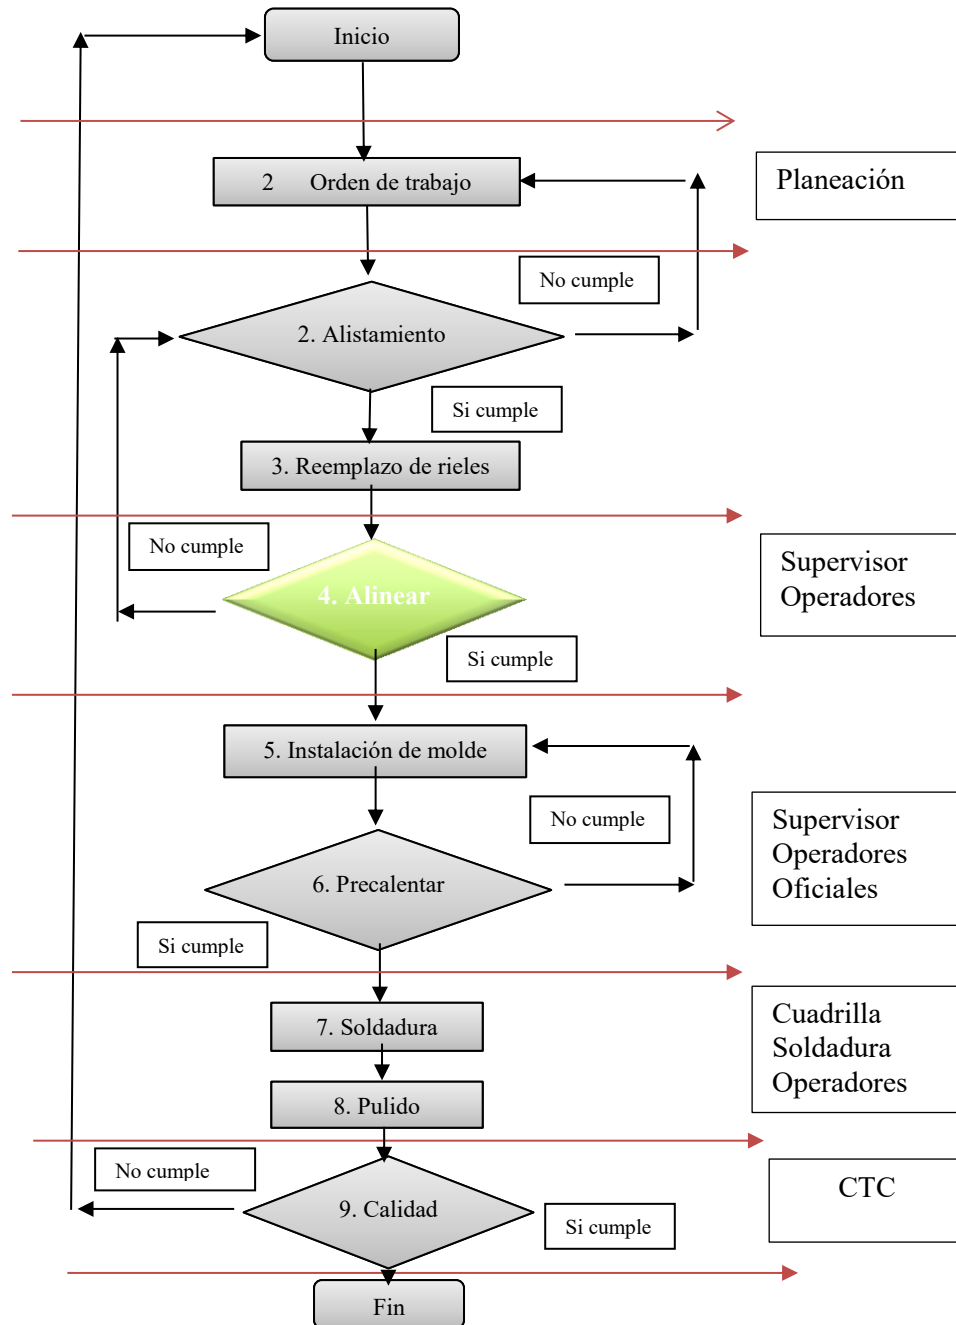 Inicio
2 Orden de trabajo
Planeación
No cumple
2. Alistamiento
Si cumple
3. Reemplazo de rieles
No cumple
Supervisor
Operadores
4. Alinear
Si cumple
5. Instalación de molde
No cumple
Supervisor
Operadores
Oficiales
6. Precalentar
Si cumple
7. Soldadura
Cuadrilla
Soldadura
Operadores
8. Pulido
No cumple
CTC
9. Calidad
Si cumple
Fin